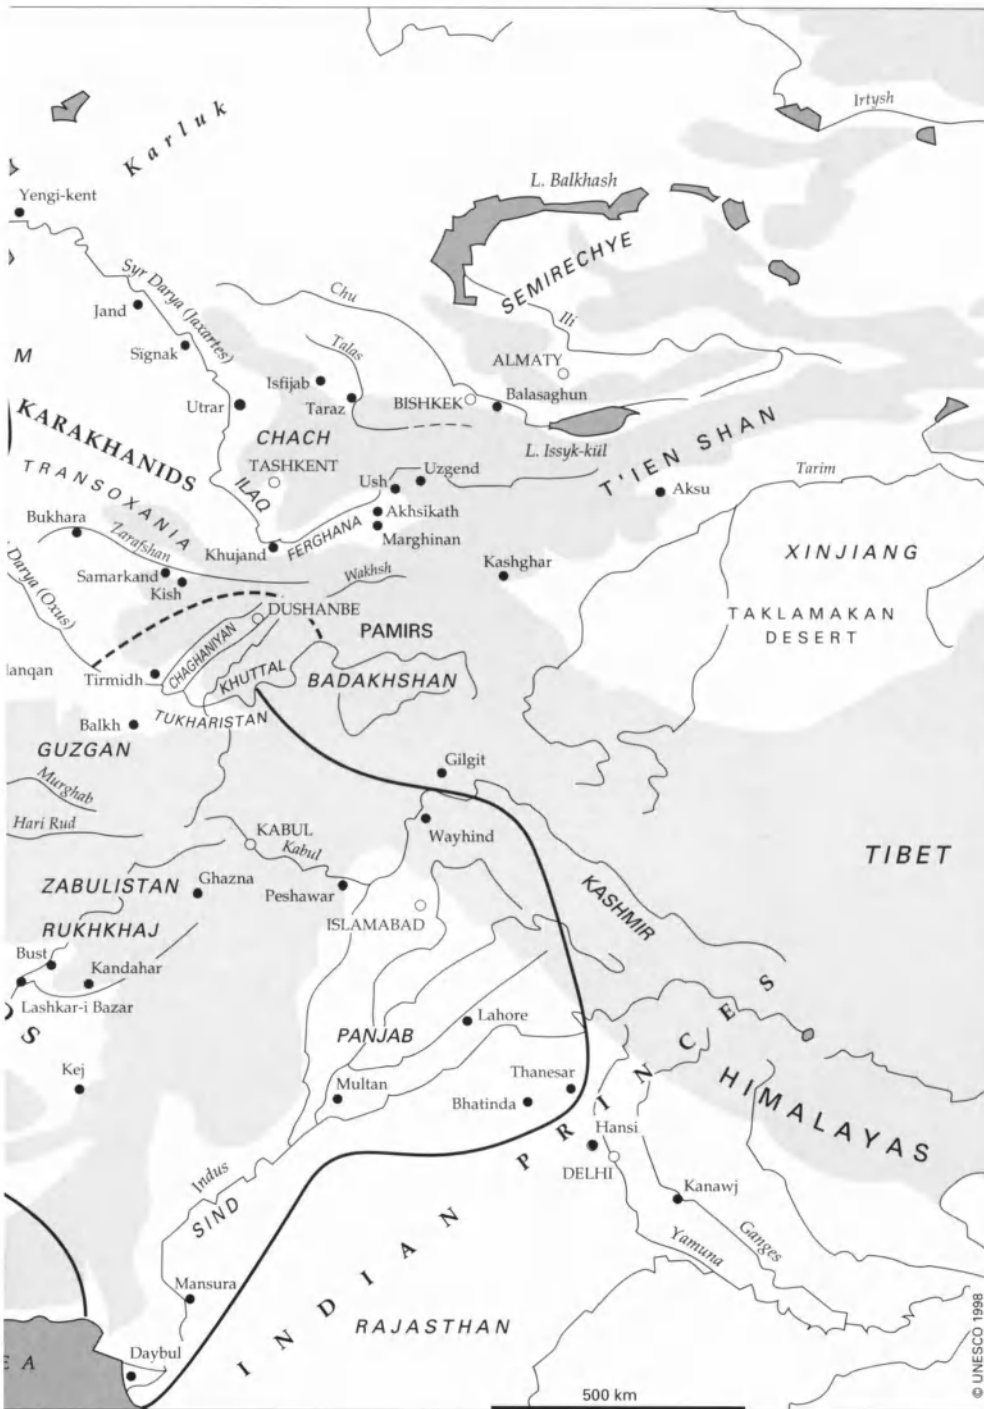 Irtysh
Karluk
L. Balkhash
Yengi-kent
SEMIRECHYE
Syr Darya (Jaxartes)
Chu
Ili
Jand
Talas
M
Sïgnak
ALMATY
Isfijab
Utrar
Taraz
BISHKEK
Balasaghun
KARAKHANIDS
CHACH
L. Issyk-kül
T'IEN SHAN
TRANSOXANIA
TASHKENT
Uzgend
Ush
Tarim
ILAQ
Aksu
Akhsikath
Bukhara
FERGHANA
Marghinan
Zarafshan
Khujand
XINJIANG
Kashghar
Samarkand
Wakhsh
Kish
Darya (Oxus)
DUSHANBE
TAKLAMAKAN
DESERT
CHAGHANIYAN
PAMIRS
lanqan
Tirmidh
KHUTTAL
BADAKHSHAN
TUKHARISTAN
Balkh
GUZGAN
Gilgit
Murghab
Hari Rud
KABUL
Kabul
Wayhind
TIBET
ZABULISTAN
Ghazna
Peshawar
KASHMIR
RUKHKHAJ
ISLAMABAD
Bust
Kandahar
Lashkar-i Bazar
DS
PANJAB
Lahore
Kej
Multan
Thanesar
Bhatinda
HIMALAYAS
Hansi
DELHI
Indus
SIND
Kanawj
Ganges
Yamuna
Mansura
INDIAN PRINCES
RAJASTHAN
Daybul
EA
500 km
© UNESCO 1998